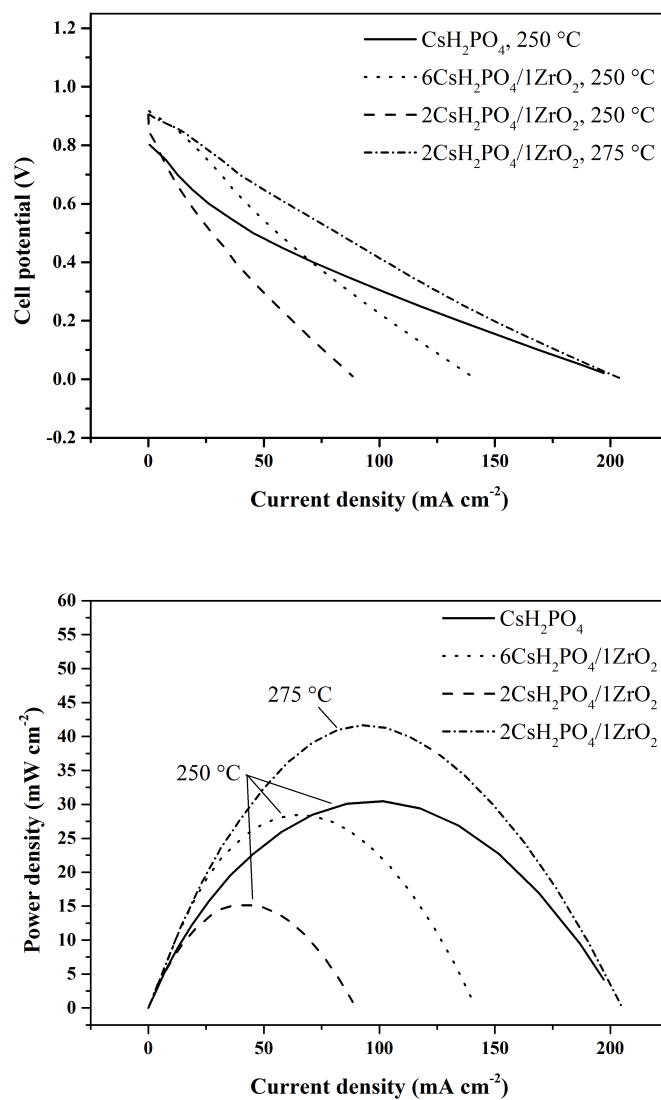 1.2
1.0
0.8
0.6
0.4
0.2
0.0
-0.2
Cell potential (V)
CsH₂PO₄, 250 °C
6CsH₂PO₄/1ZrO₂, 250 °C
2CsH₂PO₄/1ZrO₂, 250 °C
2CsH₂PO₄/1ZrO₂, 275 °C
0 50 100 150 200
Current density (mA cm⁻²)
60
55
50
45
40
35
30
25
20
15
10
5
0
Power density (mW cm⁻²)
CsH₂PO₄
6CsH₂PO₄/1ZrO₂
2CsH₂PO₄/1ZrO₂
2CsH₂PO₄/1ZrO₂
275 °C
250 °C
0 50 100 150 200
Current density (mA cm⁻²)